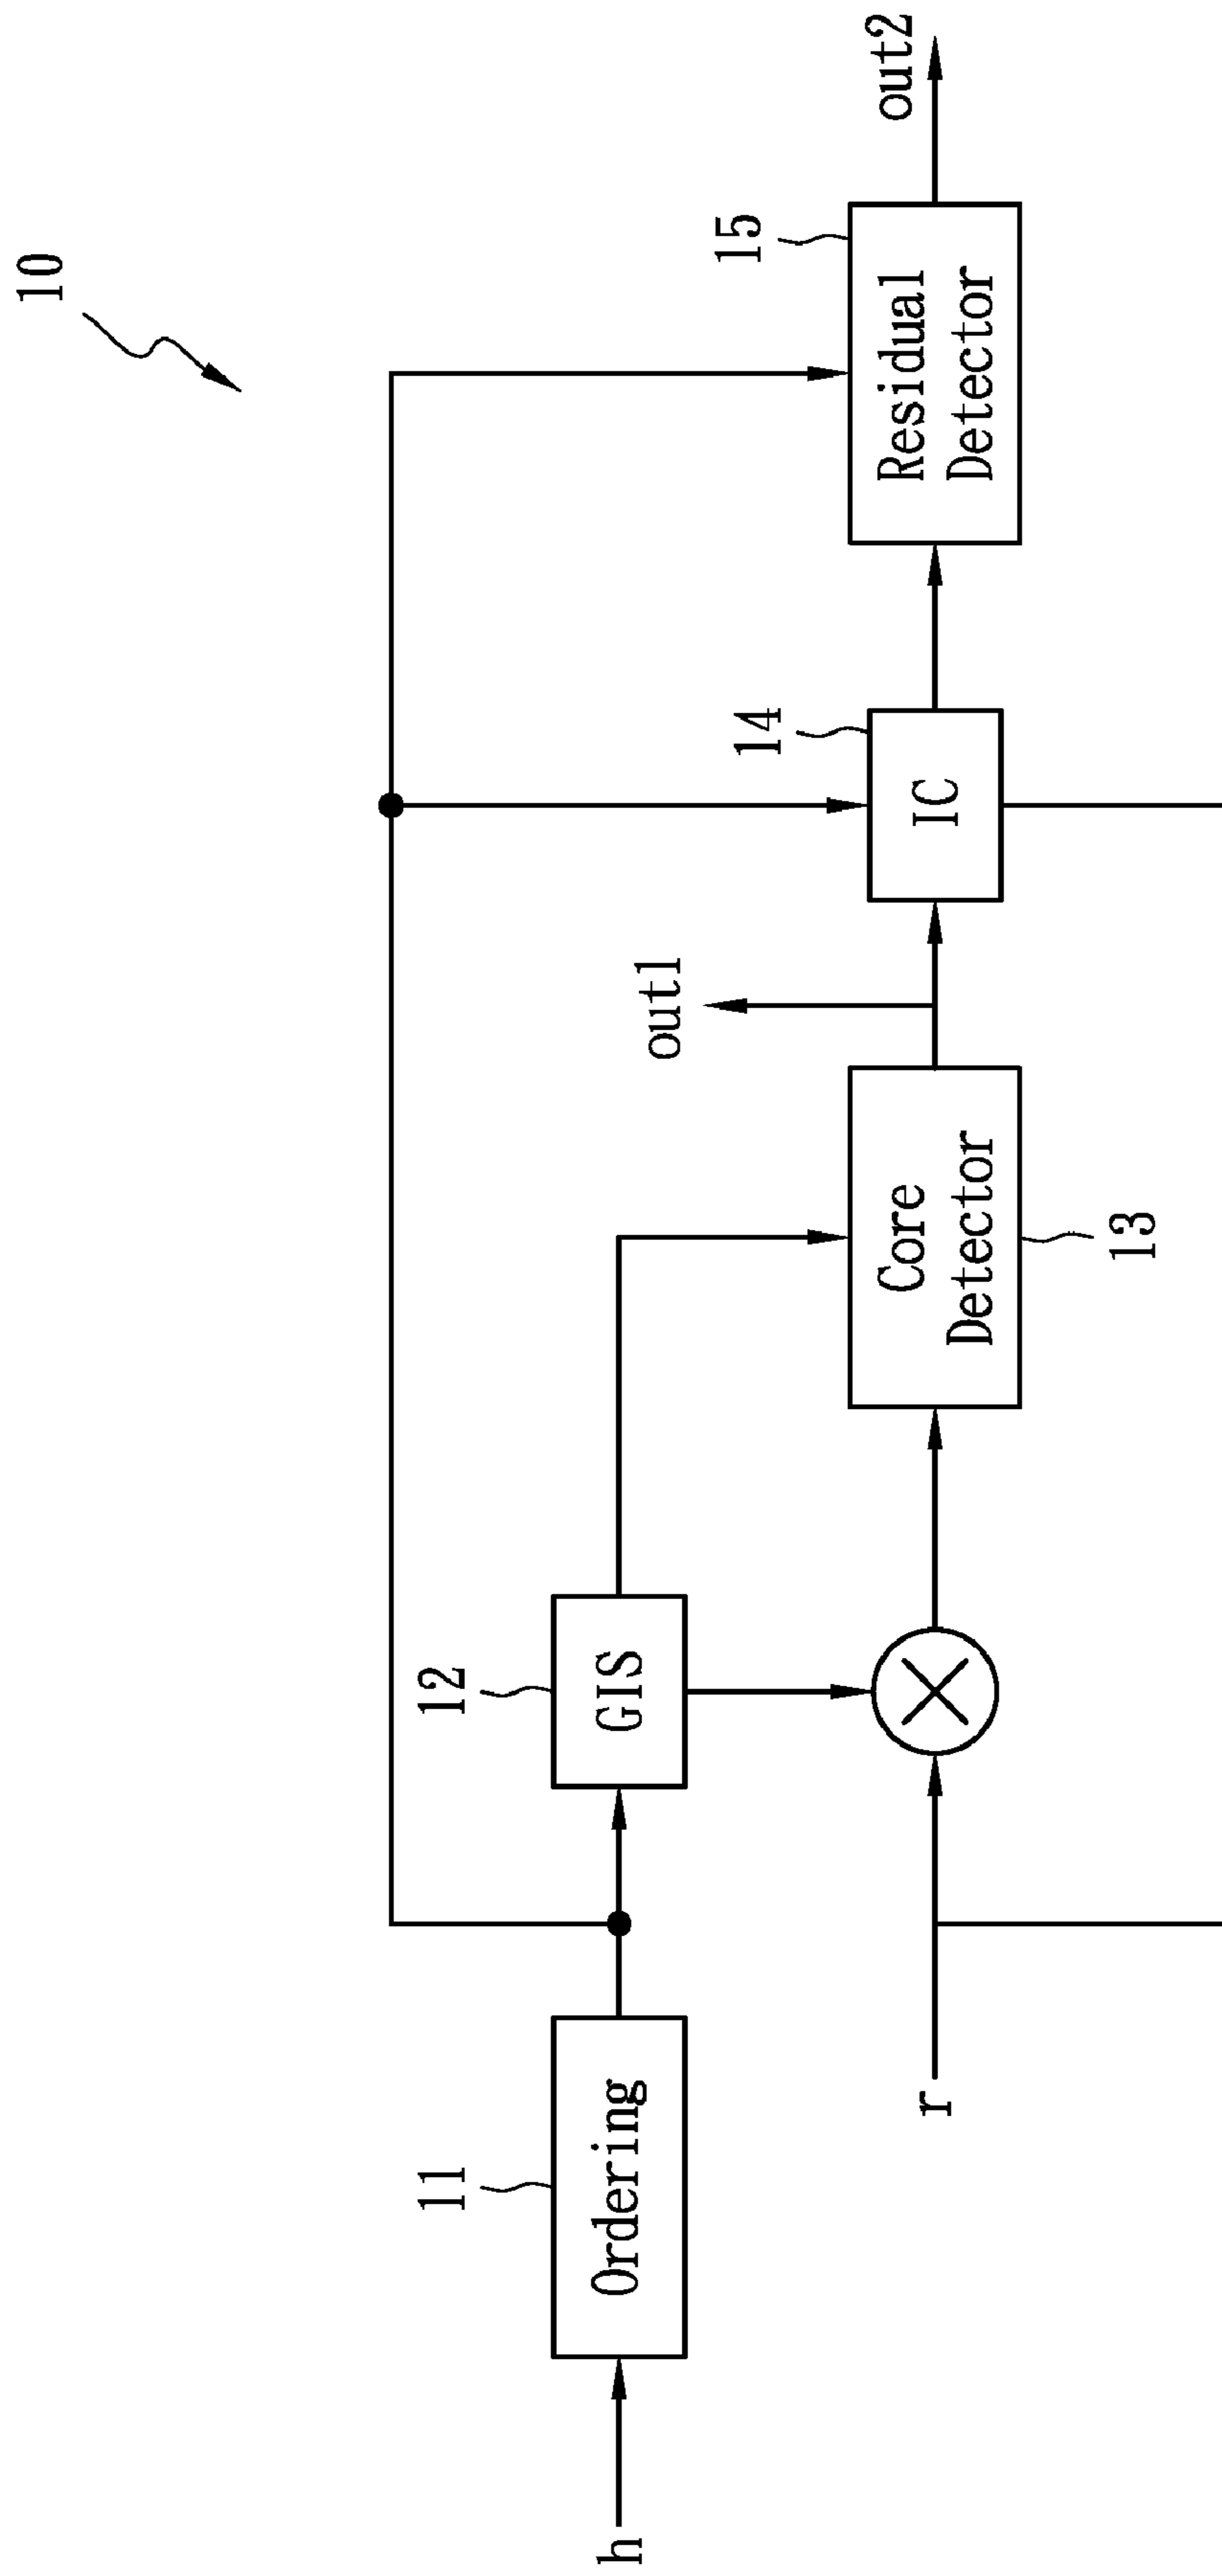 10
h
11
Ordering
12
GIS
r
Core
Detector
13
out1
14
IC
15
Residual
Detector
out2